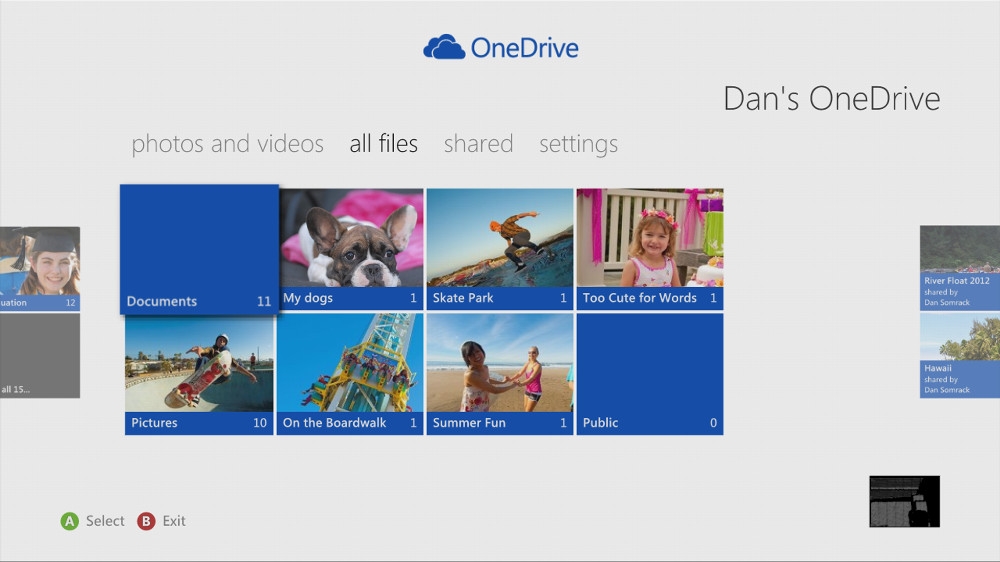 OneDrive
Dan's OneDrive
photos and videos all files shared settings
Documents 11
My dogs 1
Skate Park 1
Too Cute for Words 1
uation 12
River Float 2012
shared by
Dan Somrack
all 15...
Hawaii
shared by
Dan Somrack
Pictures 10
On the Boardwalk 1
Summer Fun 1
Public 0
A Select B Exit